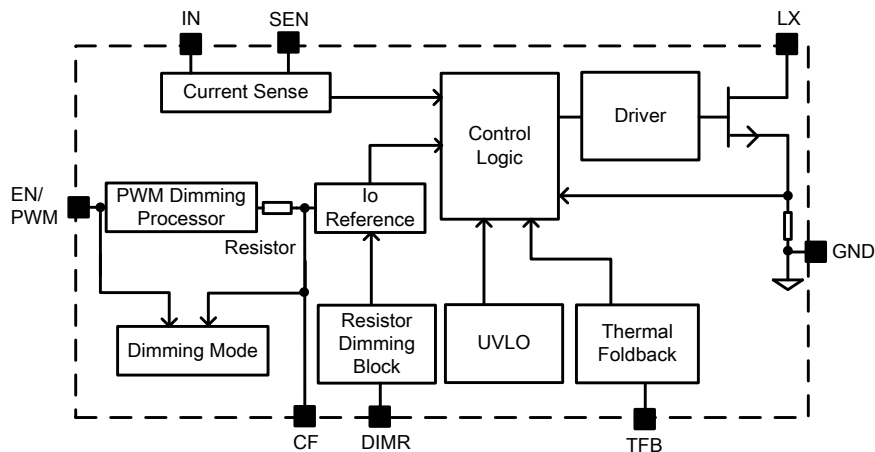 IN
SEN
LX
Current Sense
Control
Logic
Driver
EN/
PWM
PWM Dimming
Processor
Io
Reference
Resistor
GND
Dimming Mode
Resistor
Dimming
Block
UVLO
Thermal
Foldback
CF
DIMR
TFB